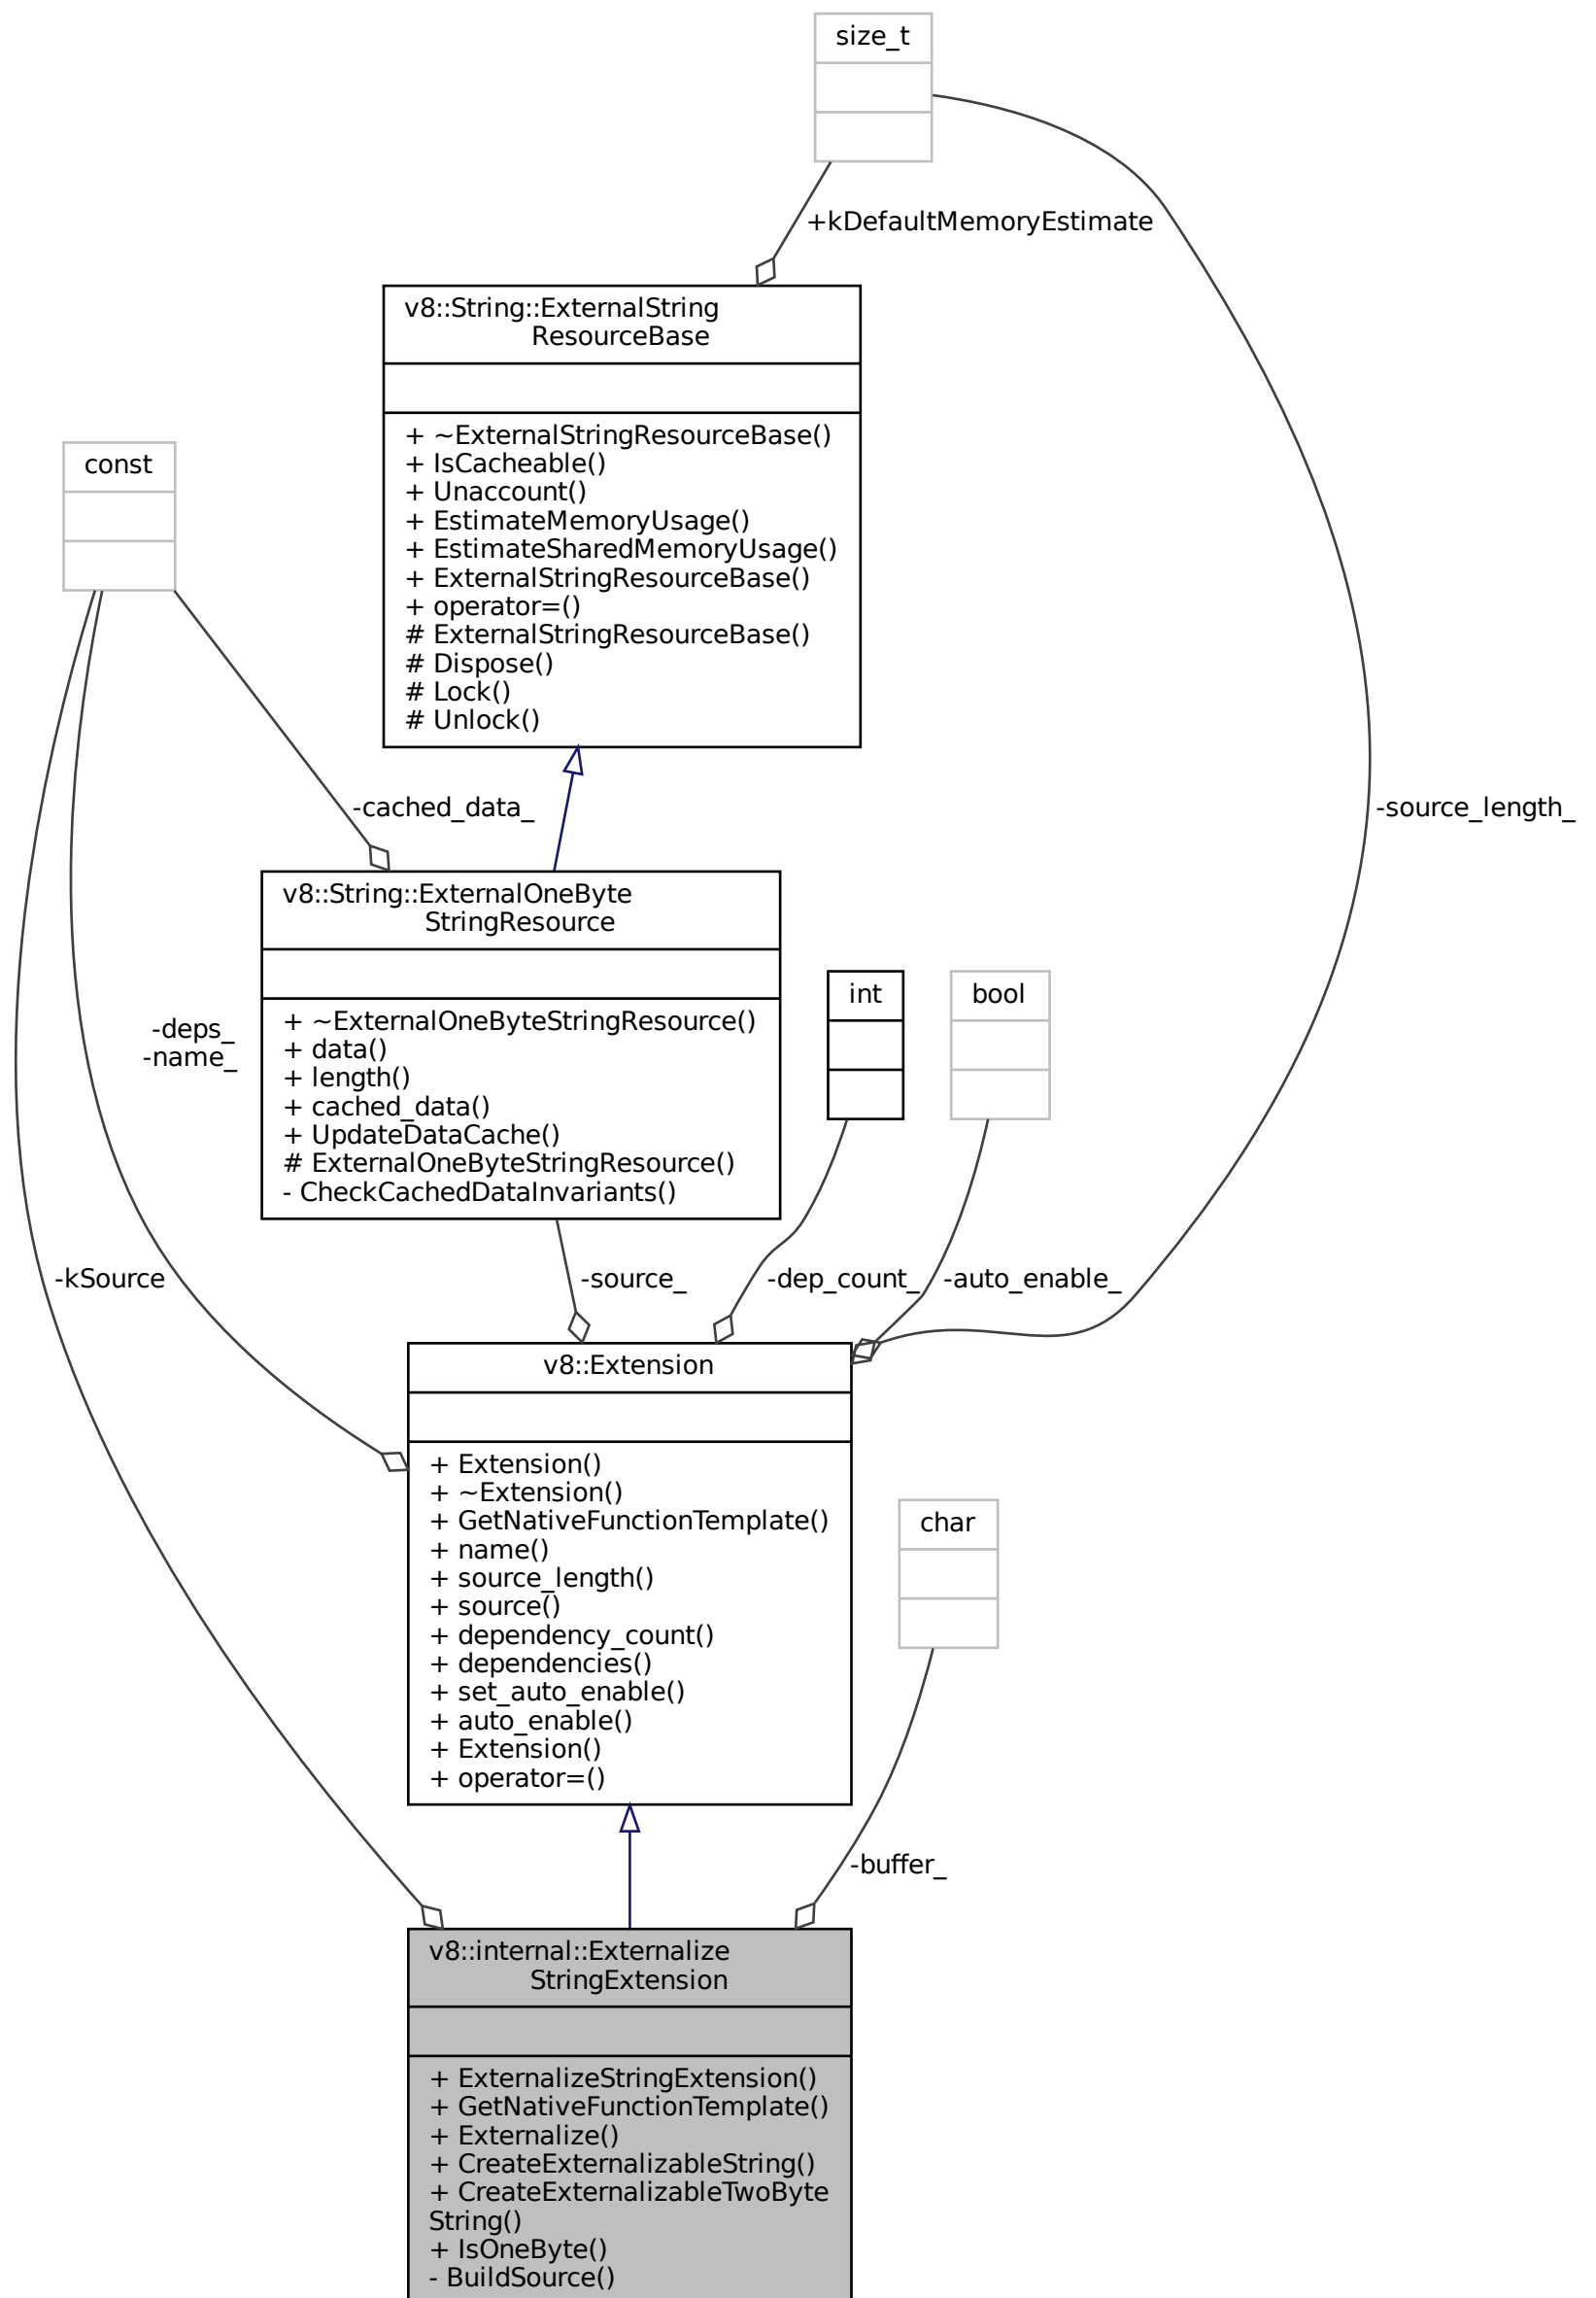 size_t
+kDefaultMemoryEstimate
v8::String::ExternalString
ResourceBase
+ ~ExternalStringResourceBase()
+ IsCacheable()
+ Unaccount()
+ EstimateMemoryUsage()
+ EstimateSharedMemoryUsage()
+ ExternalStringResourceBase()
+ operator=()
# ExternalStringResourceBase()
# Dispose()
# Lock()
# Unlock()
const
-cached_data_
-source_length_
v8::String::ExternalOneByte
StringResource
+ ~ExternalOneByteStringResource()
+ data()
+ length()
+ cached_data()
+ UpdateDataCache()
# ExternalOneByteStringResource()
- CheckCachedDataInvariants()
int
bool
-deps_
-name_
-kSource
-source_
-dep_count_
-auto_enable_
v8::Extension
+ Extension()
+ ~Extension()
+ GetNativeFunctionTemplate()
+ name()
+ source_length()
+ source()
+ dependency_count()
+ dependencies()
+ set_auto_enable()
+ auto_enable()
+ Extension()
+ operator=()
char
-buffer_
v8::internal::Externalize
StringExtension
+ ExternalizeStringExtension()
+ GetNativeFunctionTemplate()
+ Externalize()
+ CreateExternalizableString()
+ CreateExternalizableTwoByte
String()
+ IsOneByte()
- BuildSource()